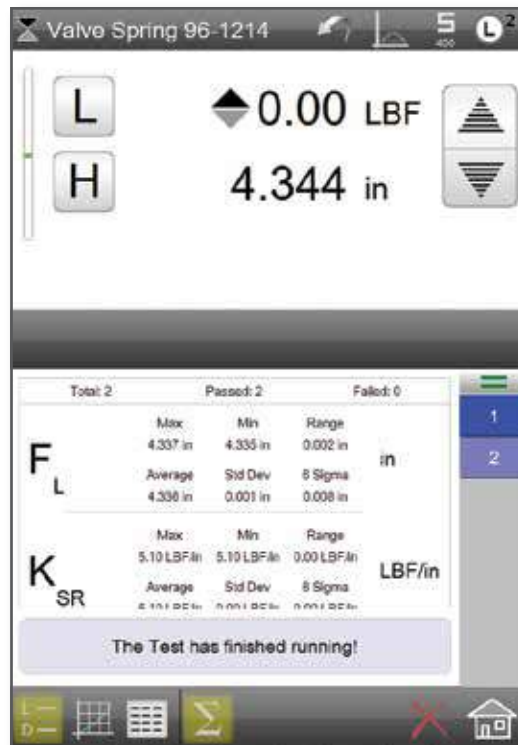 Valve Spring 96-1214 5 400 L 2
L 0.00 LBF
H 4.344 in
Total: 2 Passed: 2 Failed: 0
1
2
Max Min Range
4.337 in 4.335 in 0.002 in
FL in
Average Std Dev 6 Sigma
4.336 in 0.001 in 0.008 in
Max Min Range
5.10 LBF/in 5.10 LBF/in 0.00 LBF/in
KSR LBF/in
Average Std Dev 6 Sigma
The Test has finished running!
L
D
Σ